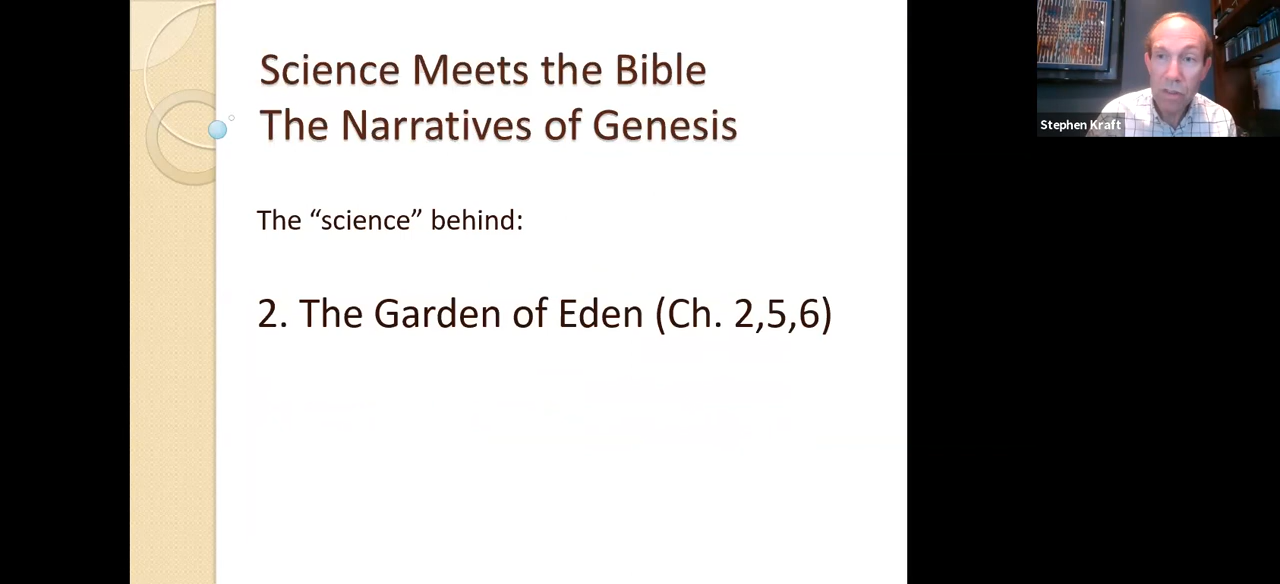 Science Meets the Bible
The Narratives of Genesis
The “science” behind:
2. The Garden of Eden (Ch. 2,5,6)
Stephen Kraft